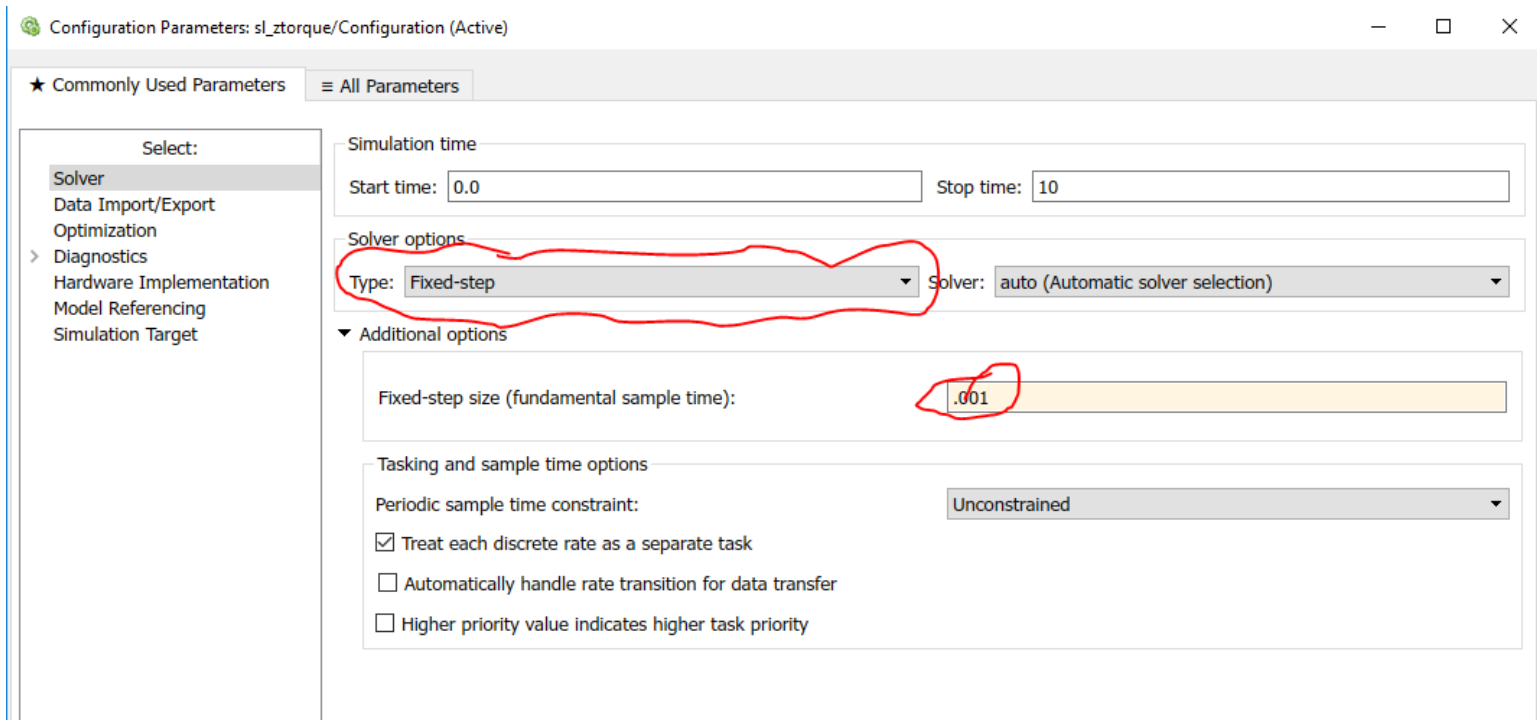 Configuration Parameters: sl_ztorque/Configuration (Active)
★ Commonly Used Parameters
≡ All Parameters
Select:
Solver
Data Import/Export
Optimization
Diagnostics
Hardware Implementation
Model Referencing
Simulation Target
Simulation time
Start time: 0.0
Stop time: 10
Solver options
Type: Fixed-step
Solver: auto (Automatic solver selection)
Additional options
Fixed-step size (fundamental sample time): .001
Tasking and sample time options
Periodic sample time constraint: Unconstrained
Treat each discrete rate as a separate task
Automatically handle rate transition for data transfer
Higher priority value indicates higher task priority